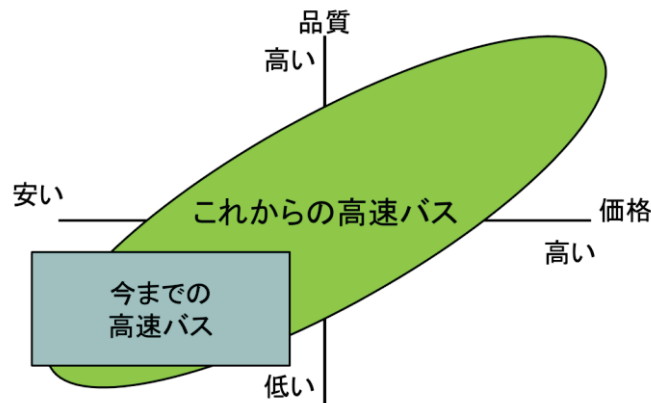 品質
高い
安い
これからの高速バス
価格
高い
今までの
高速バス
低い